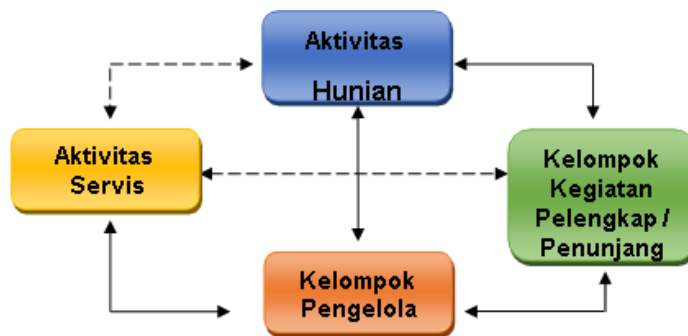 Aktivitas
Hunian
Aktivitas
Servis
Kelompok
Kegiatan
Pelengkap /
Penunjang
Kelompok
Pengelola